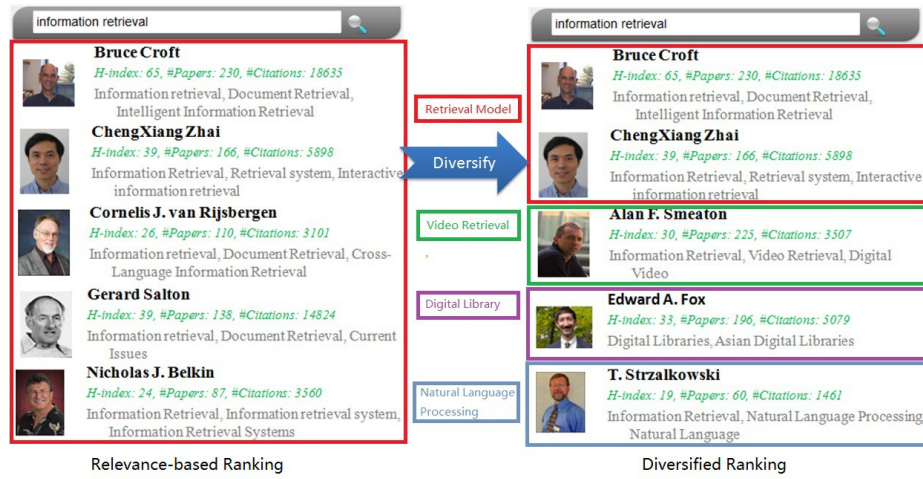 information retrieval
Bruce Croft
H-index: 65, #Papers: 230, #Citations: 18635
Information retrieval, Document Retrieval,
Intelligent Information Retrieval
ChengXiang Zhai
H-index: 39, #Papers: 166, #Citations: 5898
Information Retrieval, Retrieval system, Interactive
information retrieval
Cornelis J. van Rijsbergen
H-index: 26, #Papers: 110, #Citations: 3101
Information retrieval, Document Retrieval, Cross-
Language Information Retrieval
Gerard Salton
H-index: 39, #Papers: 138, #Citations: 14824
Information retrieval, Document Retrieval, Current
Issues
Nicholas J. Belkin
H-index: 24, #Papers: 87, #Citations: 3560
Information Retrieval, Information retrieval system,
Information Retrieval Systems
Relevance-based Ranking
Retrieval Model
Diversify
Video Retrieval
Digital Library
Natural Language
Processing
information retrieval
Bruce Croft
H-index: 65, #Papers: 230, #Citations: 18635
Information retrieval, Document Retrieval,
Intelligent Information Retrieval
ChengXiang Zhai
H-index: 39, #Papers: 166, #Citations: 5898
Information Retrieval, Retrieval system, Interactive
information retrieval
Alan F. Smeaton
H-index: 30, #Papers: 225, #Citations: 3507
Information Retrieval, Video Retrieval, Digital
Video
Edward A. Fox
H-index: 33, #Papers: 196, #Citations: 5079
Digital Libraries, Asian Digital Libraries
T. Strzalkowski
H-index: 19, #Papers: 60, #Citations: 1461
Information Retrieval, Natural Language Processing,
Natural Language
Diversified Ranking